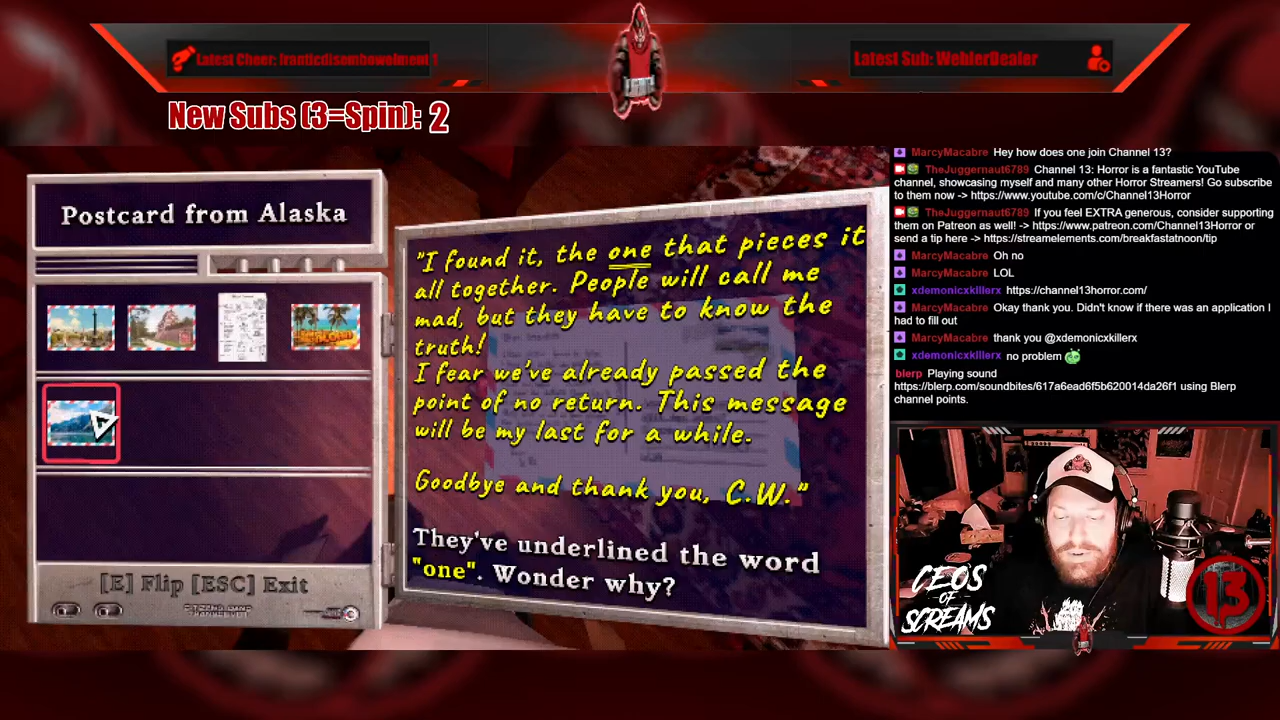 Latest Cheer: franticdisembowelment 1
Latest Sub: WehlerDealer
New Subs (3=Spin): 2
Postcard from Alaska
[E] Flip [ESC] Exit
"I found it, the one that pieces it
all together. People will call me
mad, but they have to know the
truth!
I fear we've already passed the
point of no return. This message
will be my last for a while.
Goodbye and thank you, C.W."
They've underlined the word
"one". Wonder why?
MarcyMacabre Hey how does one join Channel 13?
TheJuggernaut6789 Channel 13: Horror is a fantastic YouTube
channel, showcasing myself and many other Horror Streamers! Go subscribe
to them now -> https://www.youtube.com/c/Channel13Horror
TheJuggernaut6789 If you feel EXTRA generous, consider supporting
them on Patreon as well! -> https://www.patreon.com/Channel13Horror or
send a tip here -> https://streamelements.com/breakfastatnoon/tip
MarcyMacabre Oh no
MarcyMacabre LOL
xdemonicxkillerx https://channel13horror.com/
MarcyMacabre Okay thank you. Didn't know if there was an application I
had to fill out
MarcyMacabre thank you @xdemonicxkillerx
xdemonicxkillerx no problem
blerp Playing sound
https://blerp.com/soundbites/617a6ead6f5b620014da26f1 using Blerp
channel points.
CEOS
OF
SCREAMS
13